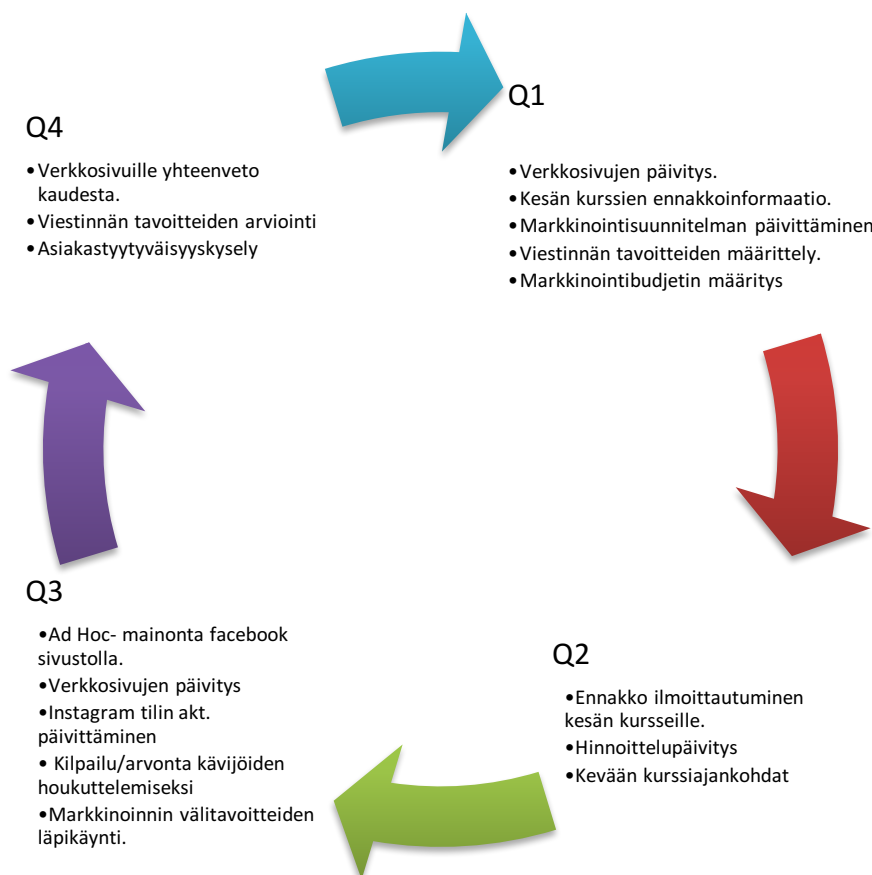 Q1
•Verkkosivujen päivitys.
•Kesän kurssien ennakkoinformaatio.
•Markkinointisuunnitelman päivittäminen
•Viestinnän tavoitteiden määrittely.
•Markkinointibudjetin määritys
Q2
•Ennakko ilmoittautuminen
kesän kursseille.
•Hinnoittelupäivitys
•Kevään kurssiajankohdat
Q3
•Ad Hoc- mainonta facebook
sivustolla.
•Verkkosivujen päivitys
•Instagram tilin akt.
päivittäminen
• Kilpailu/arvonta kävijöiden
houkuttelemiseksi
•Markkinoinnin välitavoitteiden
läpikäynti.
Q4
•Verkkosivuille yhteenveto
kaudesta.
•Viestinnän tavoitteiden arviointi
•Asiakastyytyväisyyskysely